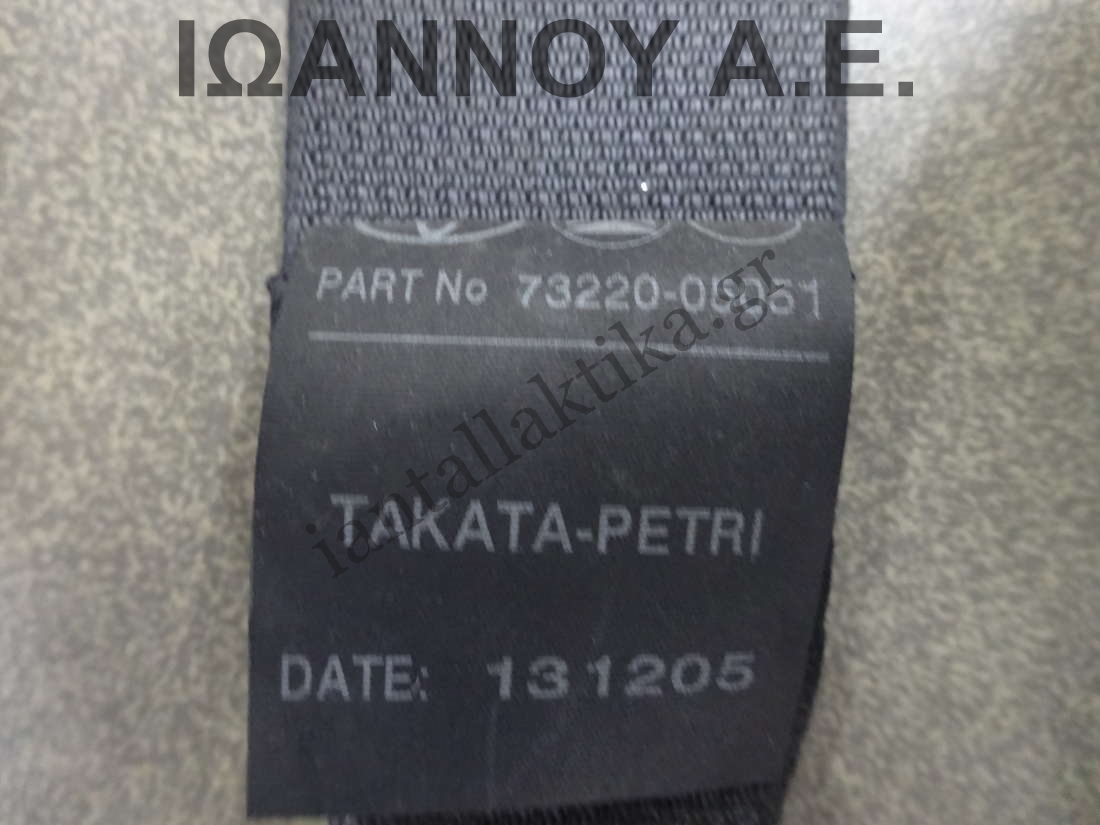 ΙΩΑΝΝΟΥ Α.Ε.
PART No 73220-05051
iantallaktika.gr
TAKATA-PETRI
DATE: 131205